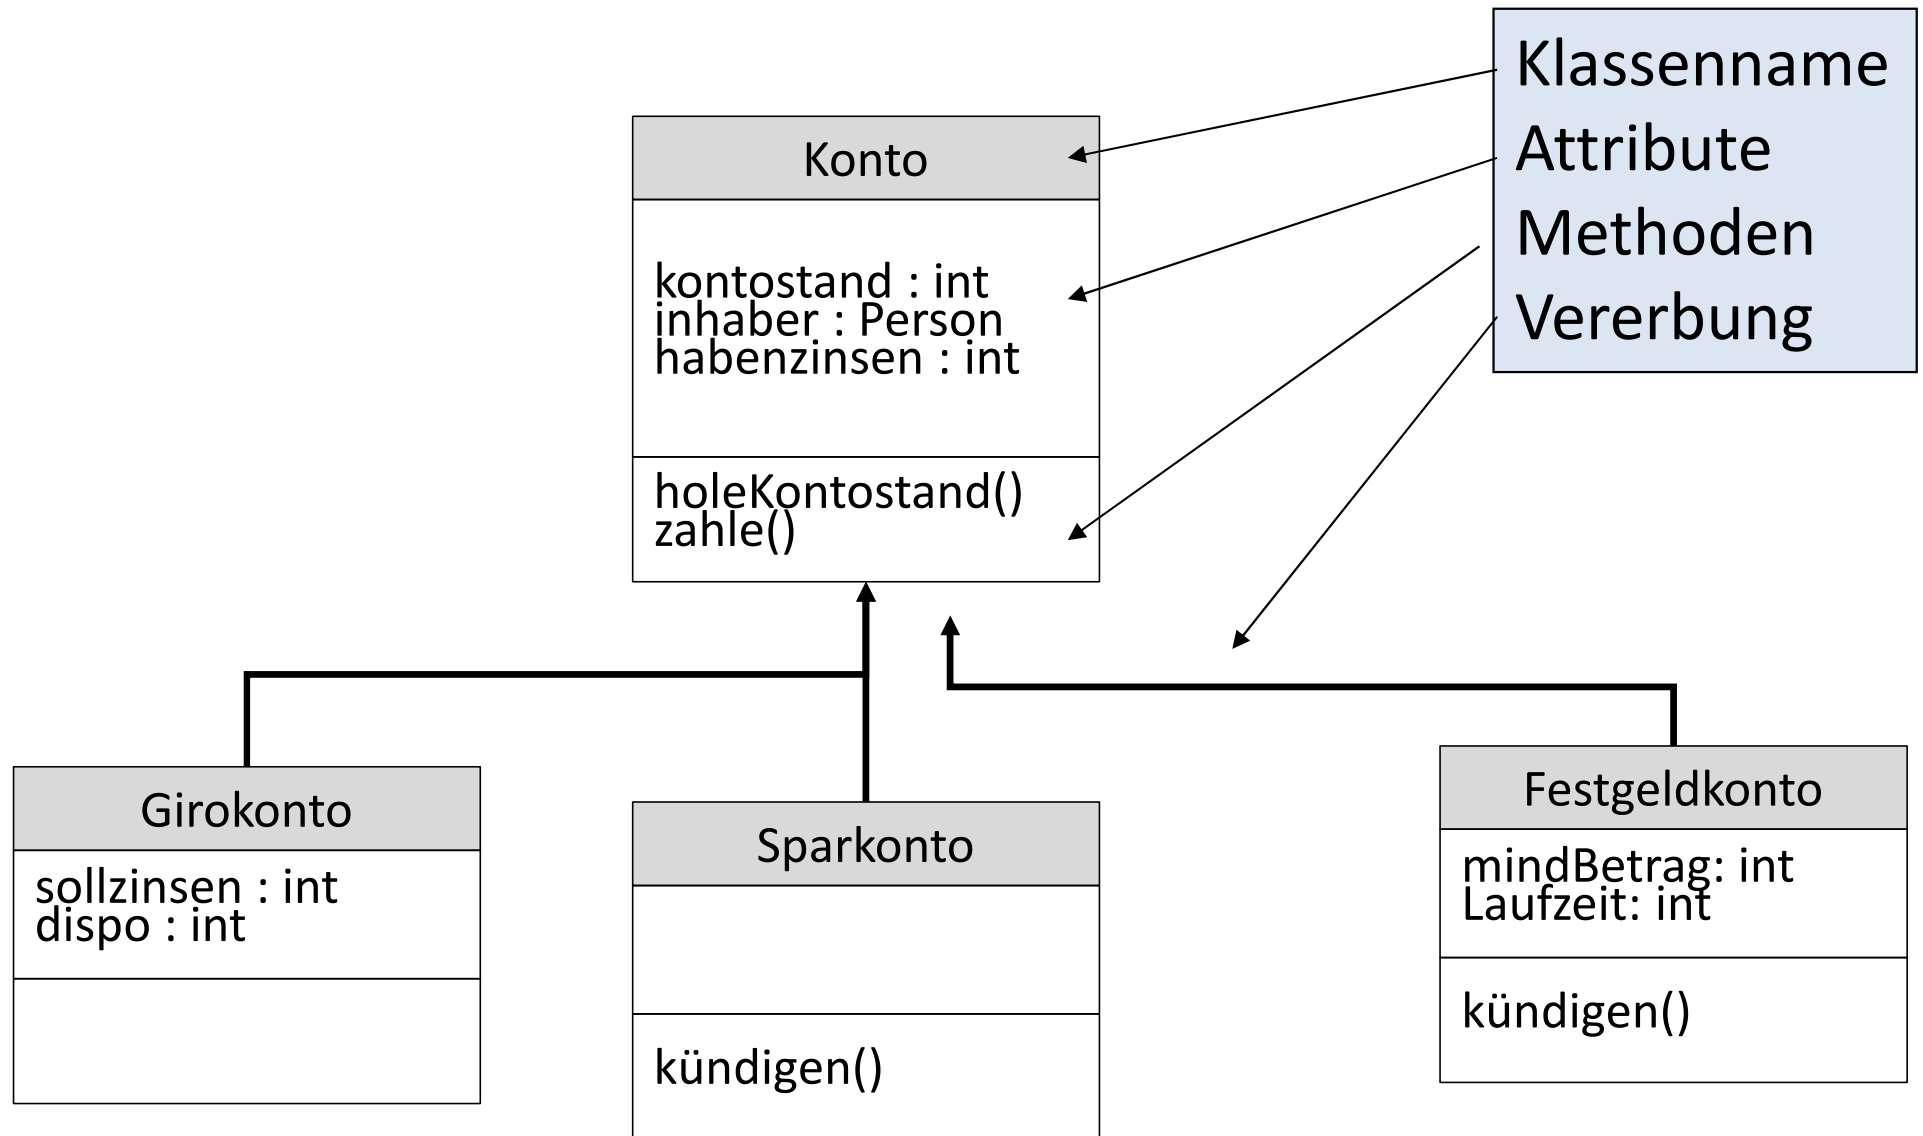 Klassenname
Attribute
Methoden
Vererbung
Konto
kontostand : int
inhaber : Person
habenzinsen : int
holeKontostand()
zahle()
Girokonto
sollzinsen : int
dispo : int
Sparkonto
kündigen()
Festgeldkonto
mindBetrag: int
Laufzeit: int
kündigen()